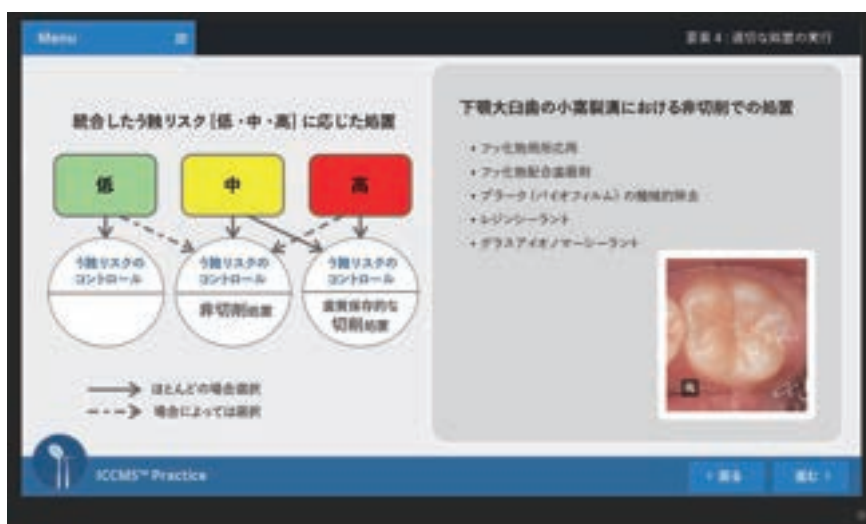 Menu
要素 4：適切な処置の実行
統合したう蝕リスク［低・中・高］に応じた処置
低
中
高
う蝕リスクの
コントロール
う蝕リスクの
コントロール
非切削処置
う蝕リスクの
コントロール
歯質保存的な
切削処置
ほとんどの場合選択
場合によっては選択
下顎大臼歯の小窩裂溝における非切削での処置
• フッ化物局所応用
• フッ化物配合歯磨剤
• プラーク（バイオフィルム）の機械的除去
• レジンシーラント
• グラスアイオノマーシーラント
ICCMS™ Practice
戻る
進む